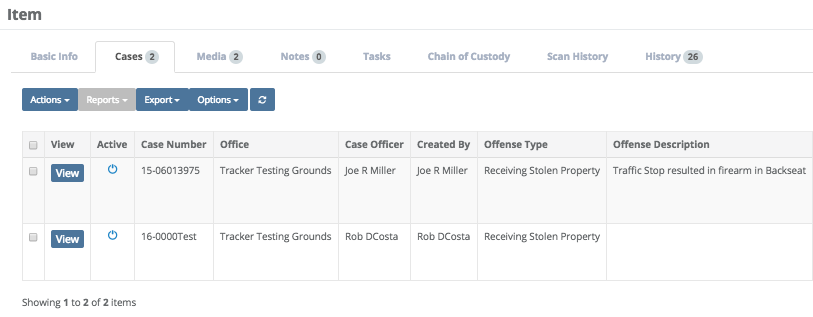 Item
Basic Info Cases 2 Media 2 Notes 0 Tasks Chain of Custody Scan History History 26
Actions Reports Export Options
View Active Case Number Office Case Officer Created By Offense Type Offense Description
View 15-06013975 Tracker Testing Grounds Joe R Miller Joe R Miller Receiving Stolen Property Traffic Stop resulted in firearm in Backseat
View 16-0000Test Tracker Testing Grounds Rob DCosta Rob DCosta Receiving Stolen Property
Showing 1 to 2 of 2 items